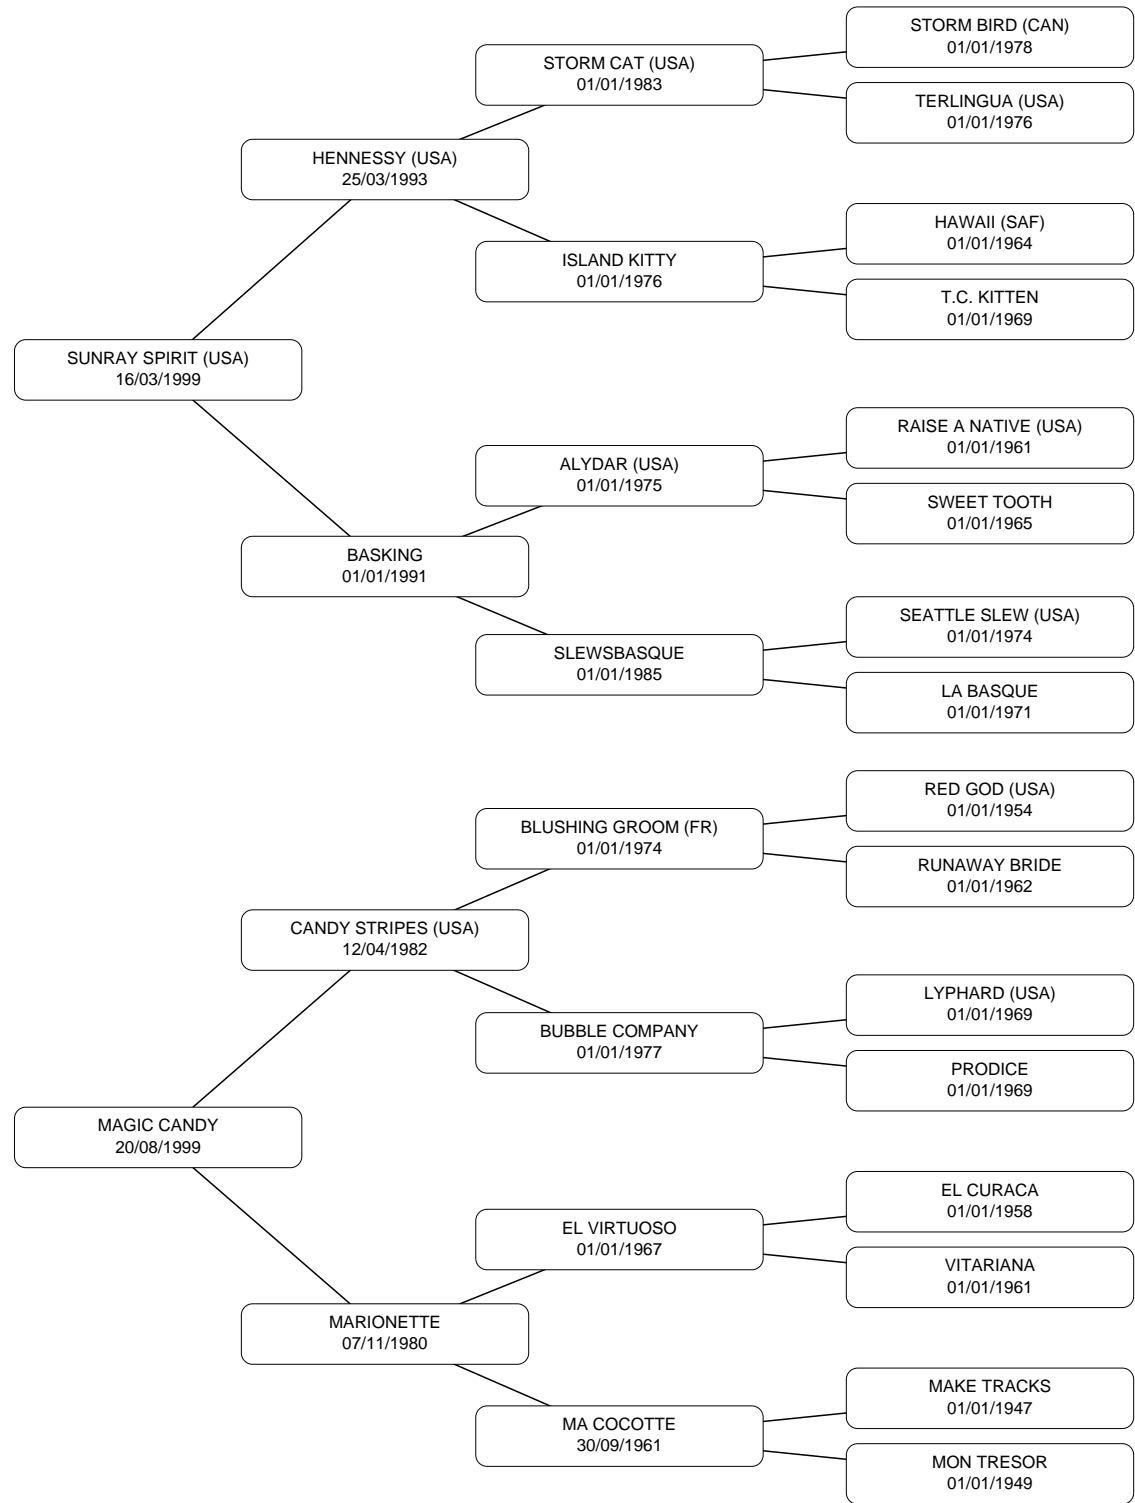 STORM BIRD (CAN)
01/01/1978
STORM CAT (USA)
01/01/1983
TERLINGUA (USA)
01/01/1976
HENNESSY (USA)
25/03/1993
HAWAII (SAF)
01/01/1964
ISLAND KITTY
01/01/1976
T.C. KITTEN
01/01/1969
SUNRAY SPIRIT (USA)
16/03/1999
RAISE A NATIVE (USA)
01/01/1961
ALYDAR (USA)
01/01/1975
SWEET TOOTH
01/01/1965
BASKING
01/01/1991
SEATTLE SLEW (USA)
01/01/1974
SLEWSBASQUE
01/01/1985
LA BASQUE
01/01/1971
RED GOD (USA)
01/01/1954
BLUSHING GROOM (FR)
01/01/1974
RUNAWAY BRIDE
01/01/1962
CANDY STRIPES (USA)
12/04/1982
LYPHARD (USA)
01/01/1969
BUBBLE COMPANY
01/01/1977
PRODICE
01/01/1969
MAGIC CANDY
20/08/1999
EL CURACA
01/01/1958
EL VIRTUOSO
01/01/1967
VITARIANA
01/01/1961
MARIONETTE
07/11/1980
MAKE TRACKS
01/01/1947
MA COCOTTE
30/09/1961
MON TRESOR
01/01/1949